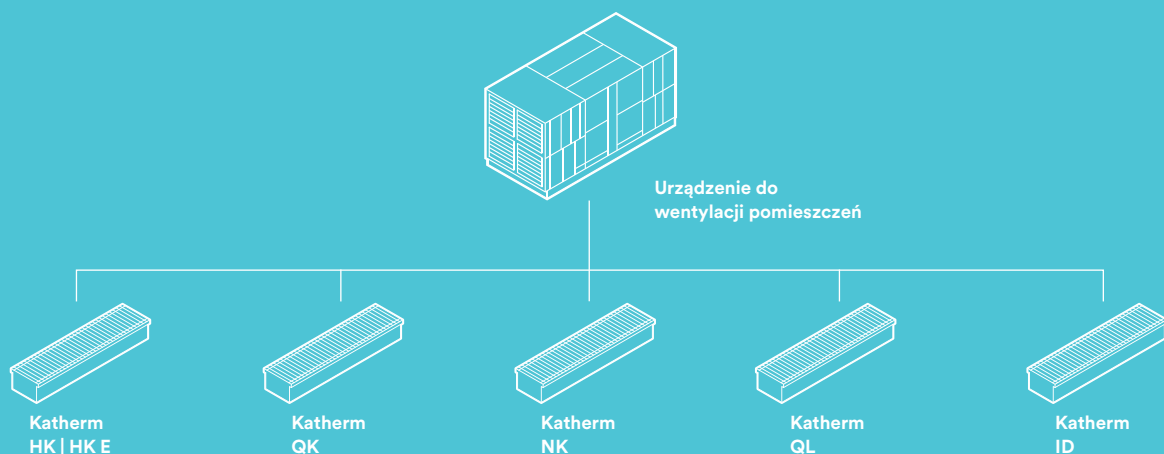 Urządzenie do
wentylacji pomieszczeń
Katherm
HK | HK E
Katherm
QK
Katherm
NK
Katherm
QL
Katherm
ID